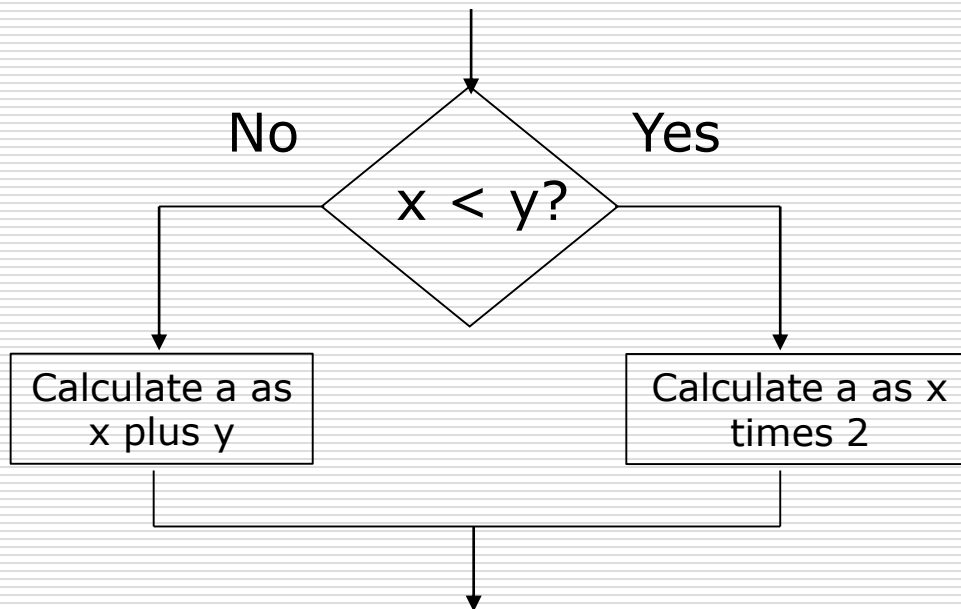 No
Yes
x < y?
Calculate a as
x plus y
Calculate a as x
times 2